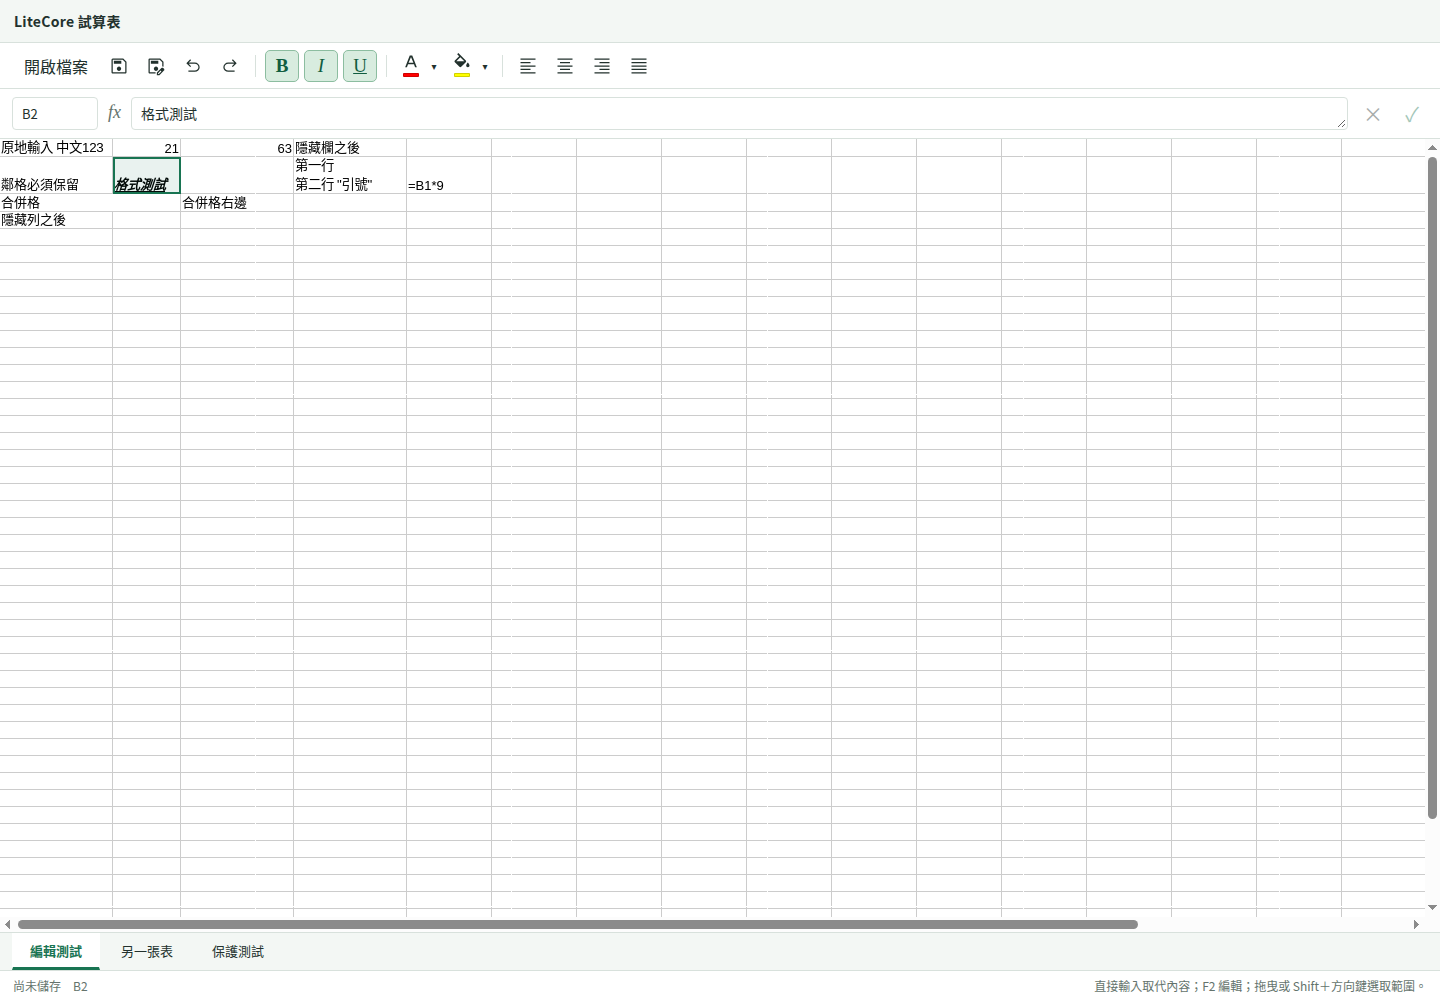 LiteCore 試算表
開啟檔案 B I U A
B2 fx 格式測試
原地輸入 中文123 21 63 隱藏欄之後
鄰格必須保留 格式測試 第一行
第二行 "引號" =B1*9
合併格 合併格右邊
隱藏列之後
編輯測試 另一張表 保護測試
尚未儲存 B2 直接輸入取代內容；F2 編輯；拖曳或 Shift＋方向鍵選取範圍。